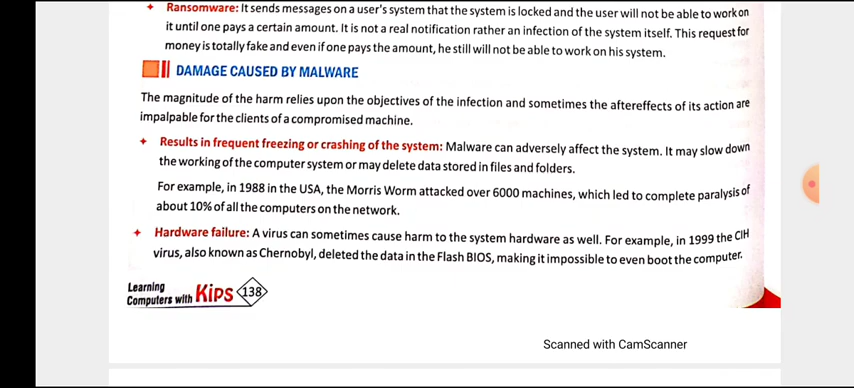 Ransomware: It sends messages on a user's system that the system is locked and the user will not be able to work on
it until one pays a certain amount. It is not a real notification rather an infection of the system itself. This request for
money is totally fake and even if one pays the amount, he still will not be able to work on his system.
DAMAGE CAUSED BY MALWARE
The magnitude of the harm relies upon the objectives of the infection and sometimes the aftereffects of its action are
impalpable for the clients of a compromised machine.
Results in frequent freezing or crashing of the system: Malware can adversely affect the system. It may slow down
the working of the computer system or may delete data stored in files and folders.
For example, in 1988 in the USA, the Morris Worm attacked over 6000 machines, which led to complete paralysis of
about 10% of all the computers on the network.
Hardware failure: A virus can sometimes cause harm to the system hardware as well. For example, in 1999 the CIH
virus, also known as Chernobyl, deleted the data in the Flash BIOS, making it impossible to even boot the computer.
Learning
Computers with Kips 138
Scanned with CamScanner